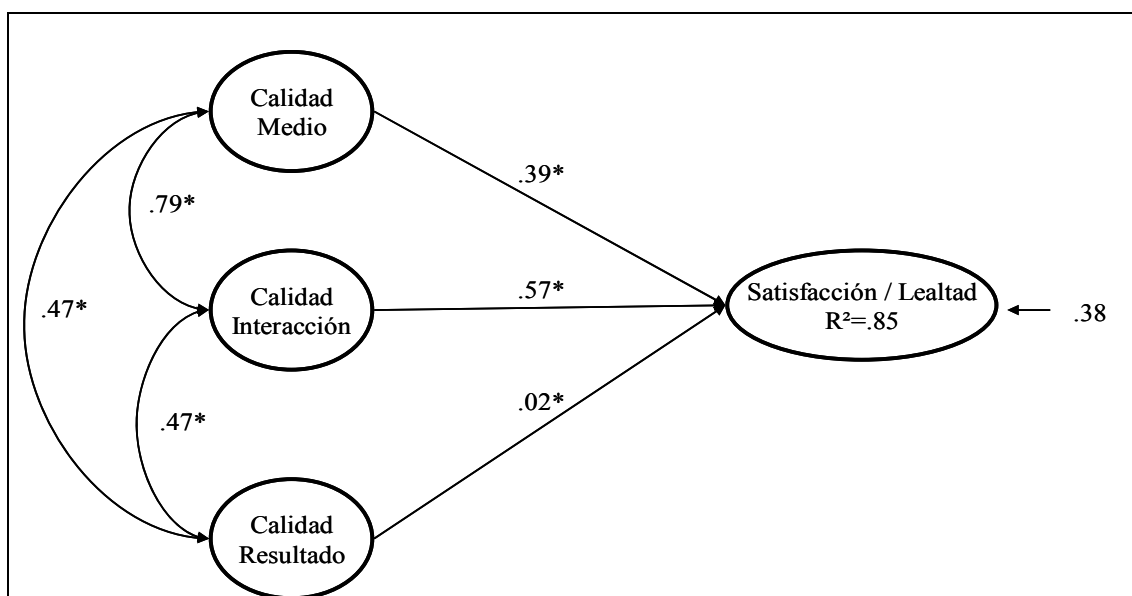 Calidad
Medio
.39*
.79*
Calidad
Interacción
.57*
Satisfacción / Lealtad
R²=.85
.38
.47*
.02*
.47*
Calidad
Resultado